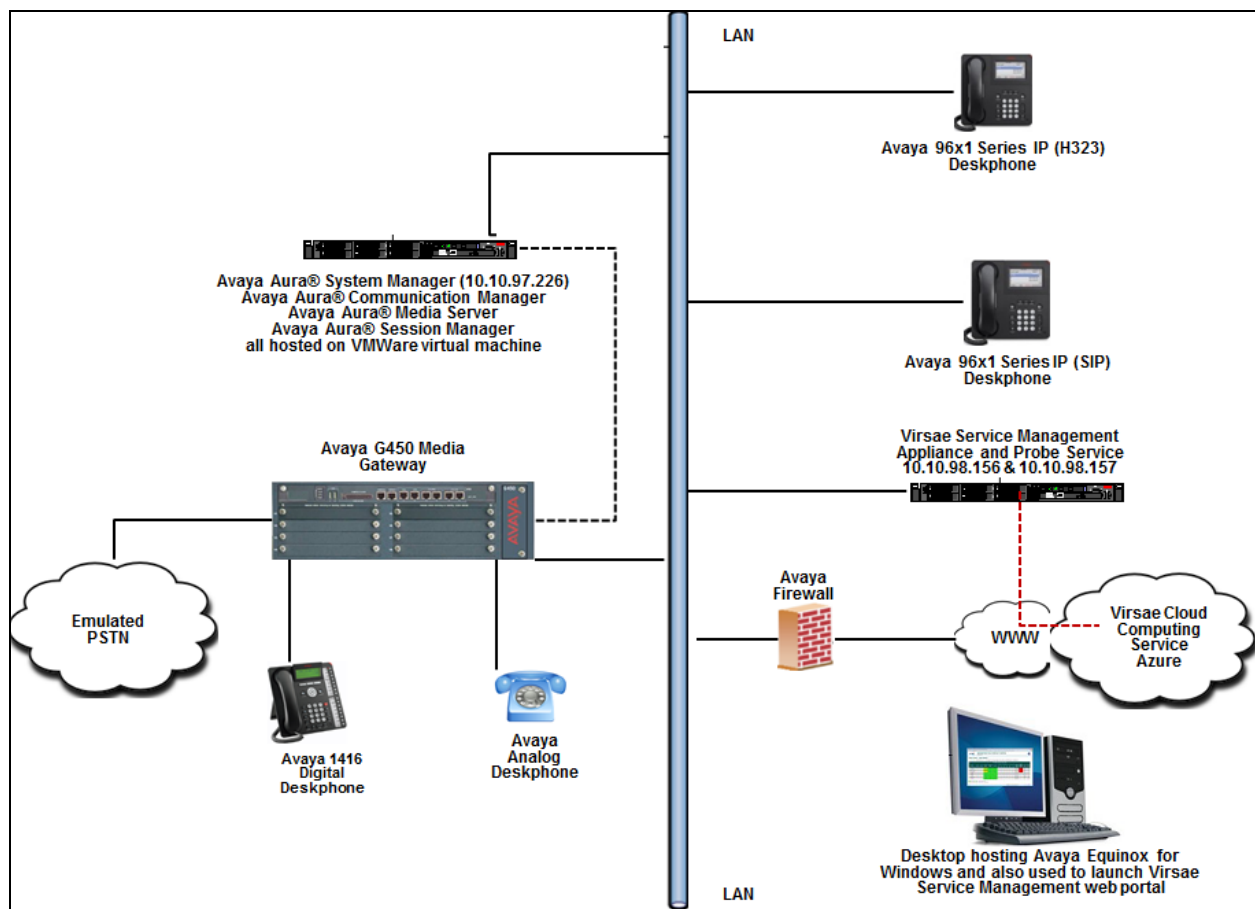 LAN
Avaya 96x1 Series IP (H323)
Deskphone
Avaya Aura® System Manager (10.10.97.226)
Avaya Aura® Communication Manager
Avaya Aura® Media Server
Avaya Aura® Session Manager
all hosted on VMWare virtual machine
Avaya 96x1 Series IP (SIP)
Deskphone
Avaya G450 Media
Gateway
AVAYA
Virsae Service Management
Appliance and Probe Service
10.10.98.156 & 10.10.98.157
Emulated
PSTN
Avaya
Firewall
WWW
Virsae Cloud
Computing
Service
Azure
Avaya 1416
Digital
Deskphone
Avaya
Analog
Deskphone
Desktop hosting Avaya Equinox for
Windows and also used to launch Virsae
Service Management web portal
LAN